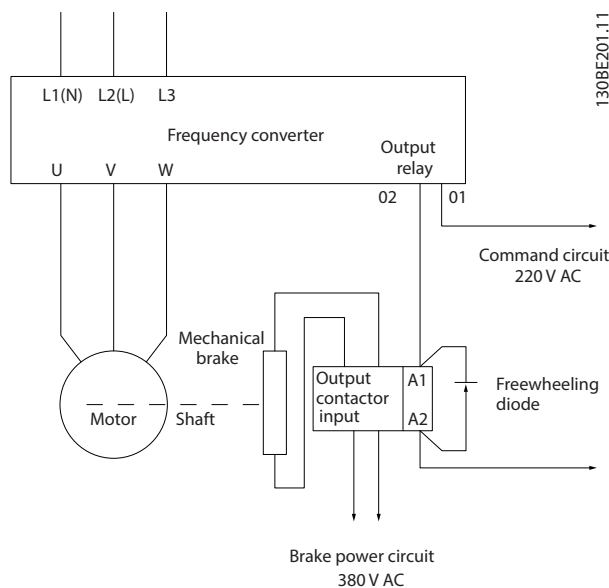 130BE201.11
L1(N) L2(L) L3
Frequency converter
Output
relay
U V W
02 01
Command circuit
220 V AC
Mechanical
brake
Output
contactor
input
A1
A2
Freewheeling
diode
Motor Shaft
Brake power circuit
380 V AC